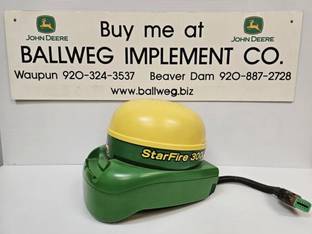 Buy me at
BALLWEG IMPLEMENT CO.
Waupun 920-324-3537 Beaver Dam 920-887-2728
www.ballweg.biz
JOHN DEERE
JOHN DEERE
StarFire 300